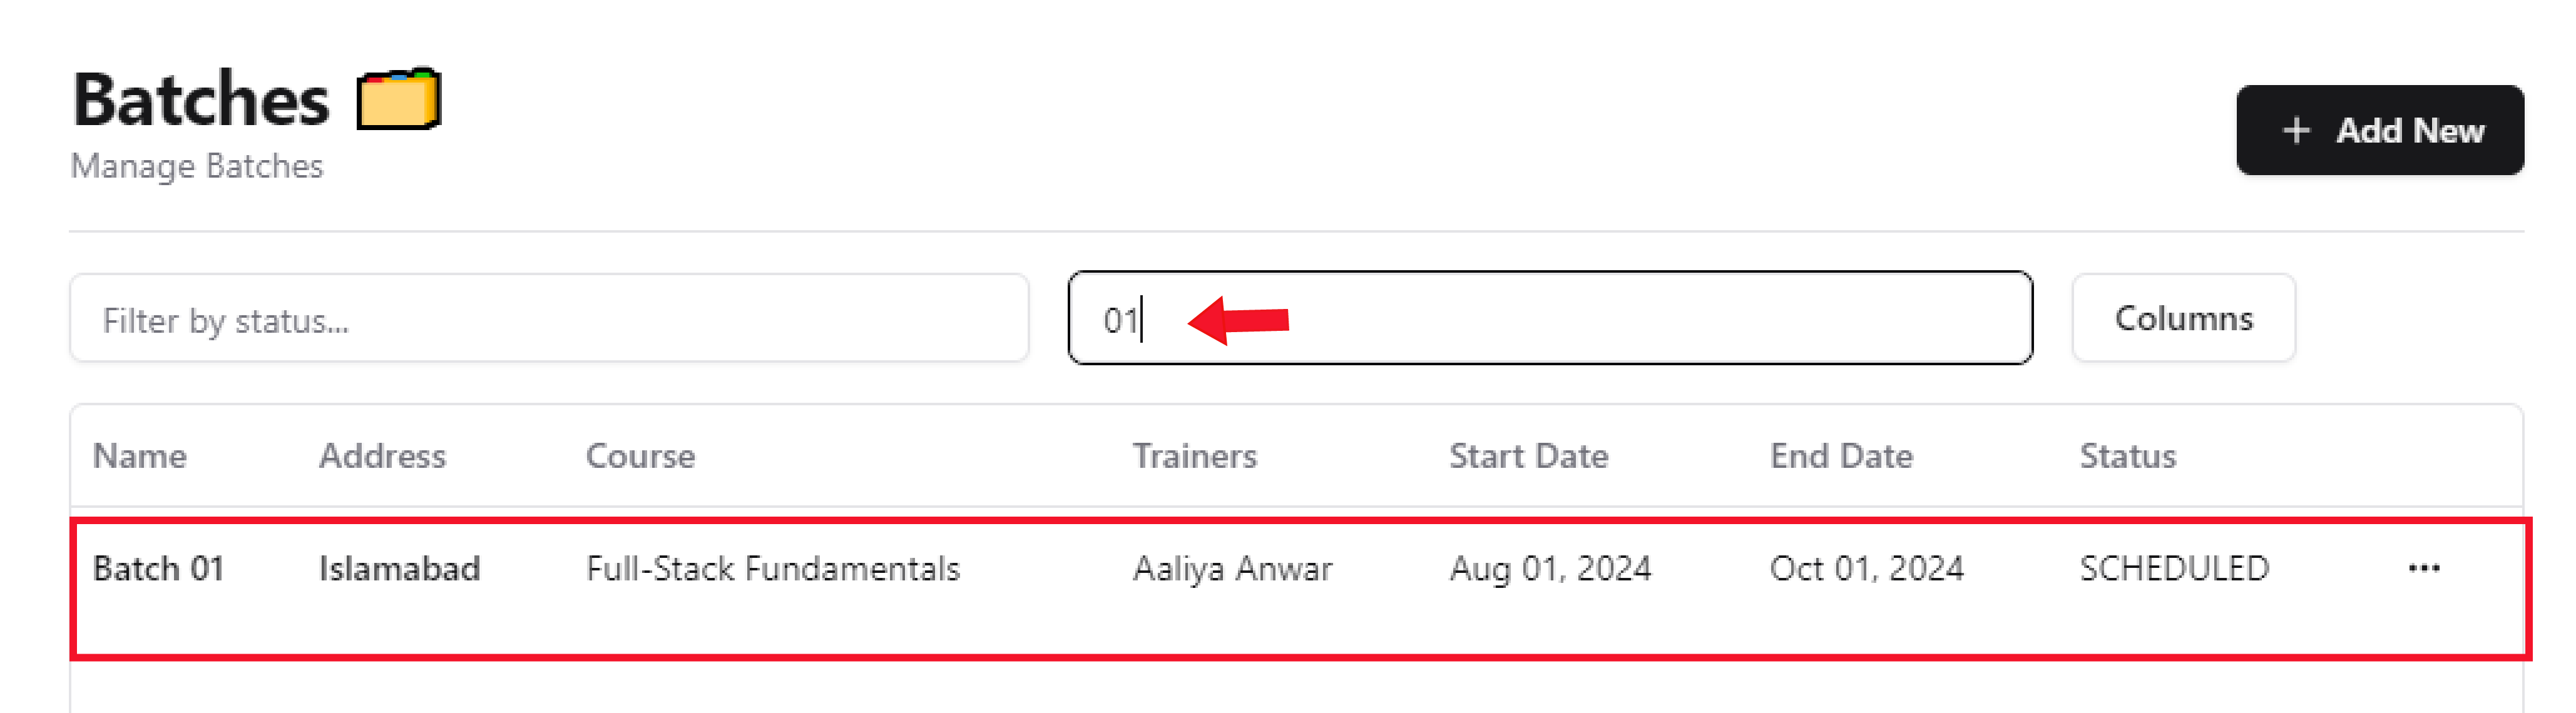 Batches
Manage Batches
+ Add New
Filter by status...
01
Columns
Name Address Course Trainers Start Date End Date Status
Batch 01 Islamabad Full-Stack Fundamentals Aaliya Anwar Aug 01, 2024 Oct 01, 2024 SCHEDULED ...